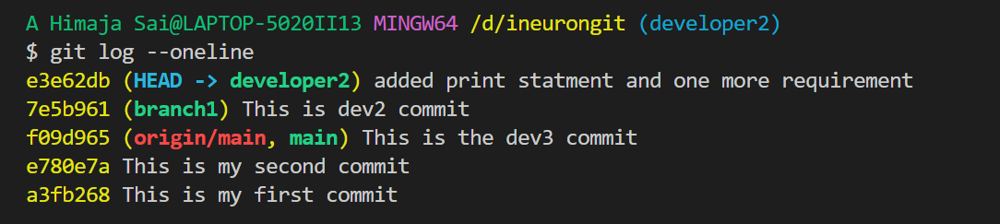 A Himaja Sai@LAPTOP-5020II13 MINGW64 /d/ineurongit (developer2)
$ git log --oneline
e3e62db (HEAD -> developer2) added print statment and one more requirement
7e5b961 (branch1) This is dev2 commit
f09d965 (origin/main, main) This is the dev3 commit
e780e7a This is my second commit
a3fb268 This is my first commit